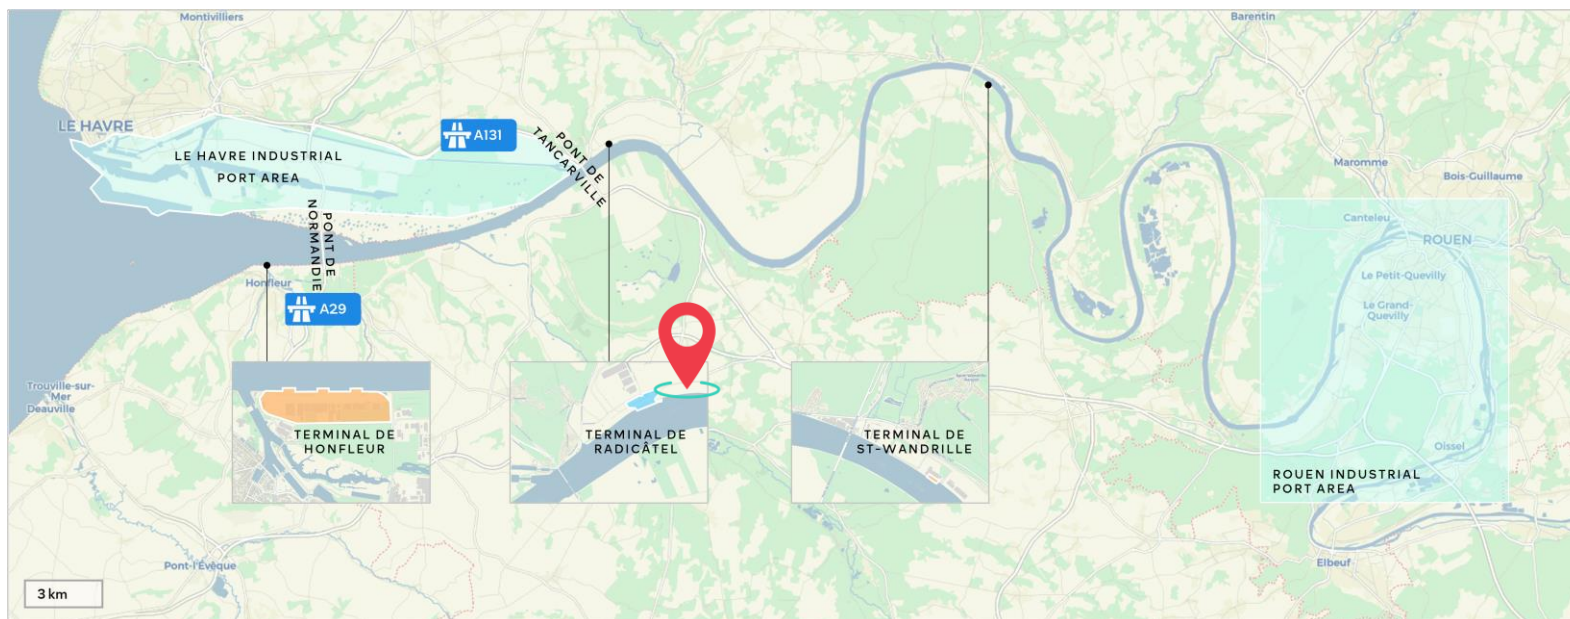 Montivilliers
Barentin
LE HAVRE
A131
PONT DE
TANCARVILLE
LE HAVRE INDUSTRIAL
PORT AREA
Maromme
Bois-Guillaume
PONT DE
NORMANDIE
Canteleu
ROUEN
Honfleur
A29
Le Petit-Quevilly
Le Grand-
Quevilly
Trouville-sur-
Mer
Deauville
TERMINAL DE
HONFLEUR
TERMINAL DE
RADICÂTEL
TERMINAL DE
ST-WANDRILLE
Oissel
ROUEN INDUSTRIAL
PORT AREA
Pont-l'Évêque
Elbeuf
3 km